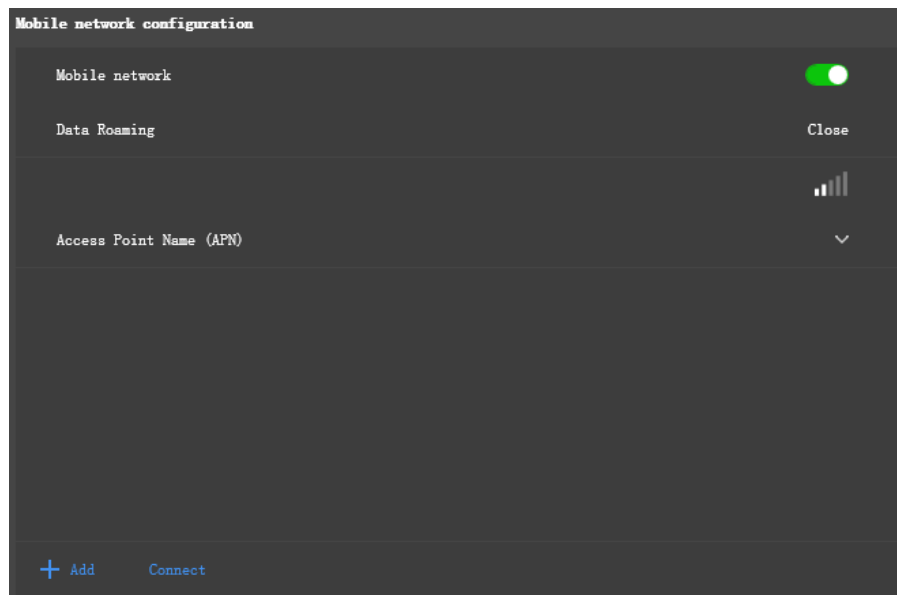 Mobile network configuration
Mobile network
Data Roaming
Close
Access Point Name (APN)
Add
Connect